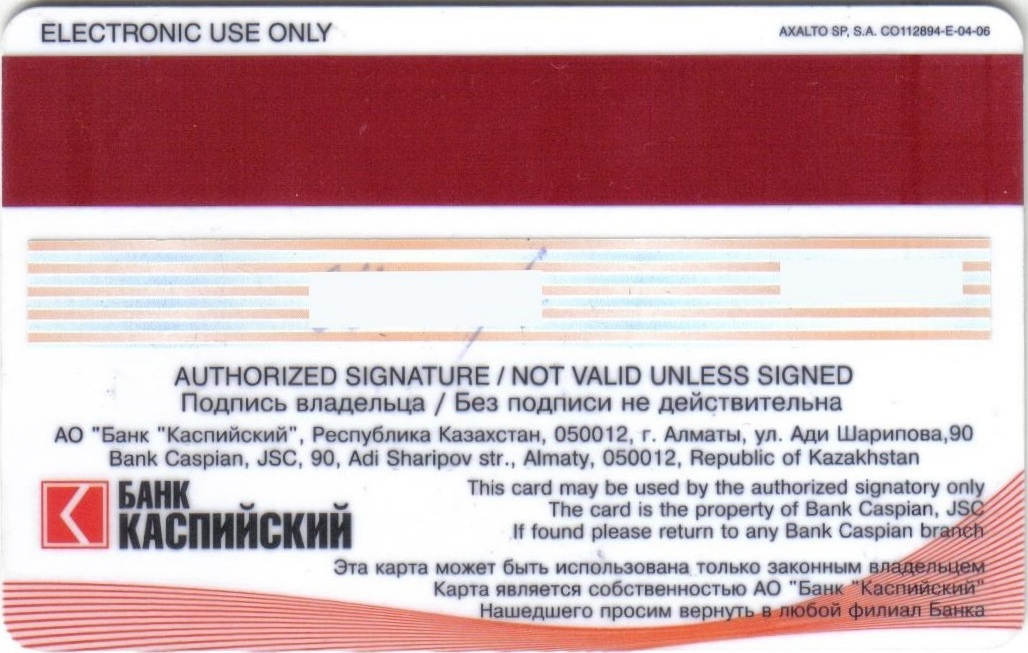 ELECTRONIC USE ONLY
AXALTO SP, S.A. CO112894-E-04-06
AUTHORIZED SIGNATURE / NOT VALID UNLESS SIGNED
Подпись владельца / Без подписи не действительна
АО "Банк "Каспийский", Республика Казахстан, 050012, г. Алматы, ул. Ади Шарипова,90
Bank Caspian, JSC, 90, Adi Sharipov str., Almaty, 050012, Republic of Kazakhstan
БАНК
КАСПИЙСКИЙ
This card may be used by the authorized signatory only
The card is the property of Bank Caspian, JSC
If found please return to any Bank Caspian branch
Эта карта может быть использована только законным владельцем
Карта является собственностью АО "Банк "Каспийский"
Нашедшего просим вернуть в любой филиал Банка